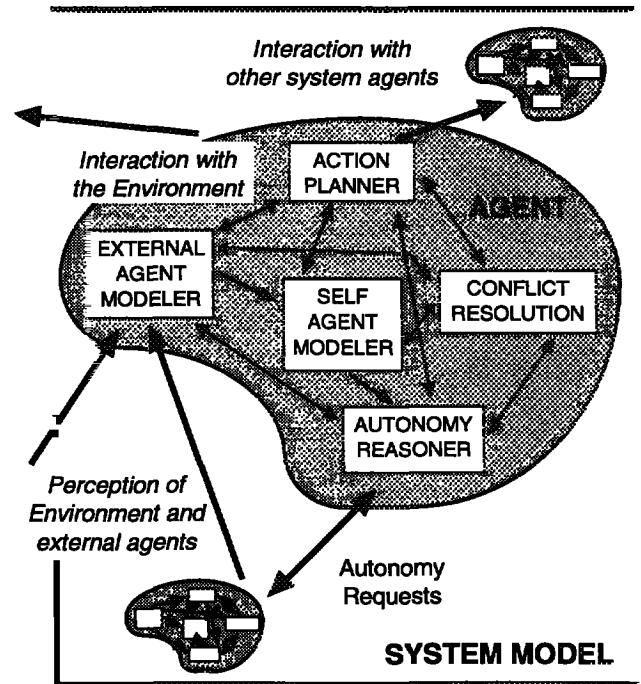 Interaction with
other system agents
Interaction with
the Environment
ACTION
PLANNER
AGENT
EXTERNAL
AGENT
MODELER
SELF
AGENT
MODELER
CONFLICT
RESOLUTION
AUTONOMY
REASONER
Perception of
Environment and
external agents
Autonomy
Requests
SYSTEM MODEL